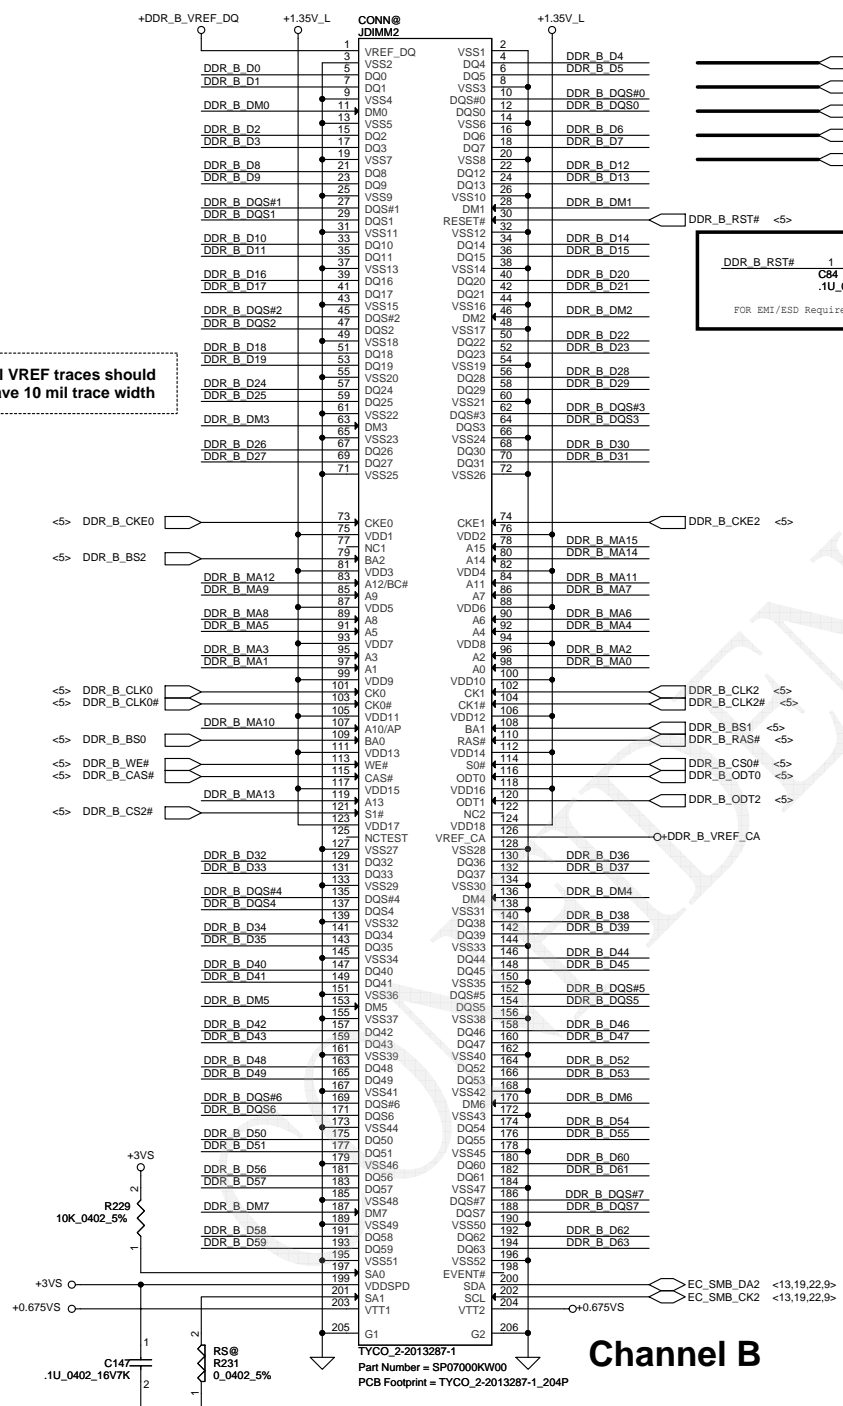 +DDR_B_VREF_DQ +1.35V_L CONN@ +1.35V_L
JDIMM2
1 VREF_DQ VSS1 2
3 VSS2 DQ4 4 DDR_B_D4
DDR_B_D0 5 DQ0 DQ5 6 DDR_B_D5
DDR_B_D1 7 DQ1 VSS3 8
9 VSS4 DQS#0 10 DDR_B_DQS#0
DDR_B_DM0 11 DM0 DQS0 12 DDR_B_DQS0
13 VSS5 VSS6 14
DDR_B_D2 15 DQ2 DQ6 16 DDR_B_D6
DDR_B_D3 17 DQ3 DQ7 18 DDR_B_D7
19 VSS7 VSS8 20
DDR_B_D8 21 DQ8 DQ12 22 DDR_B_D12
DDR_B_D9 23 DQ9 DQ13 24 DDR_B_D13
25 VSS9 VSS10 26
DDR_B_DQS#1 27 DQS#1 DM1 28 DDR_B_DM1
DDR_B_DQS1 29 DQS1 RESET# 30 DDR_B_RST# <5>
31 VSS11 VSS12 32
DDR_B_D10 33 DQ10 DQ14 34 DDR_B_D14
DDR_B_D11 35 DQ11 DQ15 36 DDR_B_D15
37 VSS13 VSS14 38
DDR_B_D16 39 DQ16 DQ20 40 DDR_B_D20
DDR_B_D17 41 DQ17 DQ21 42 DDR_B_D21
43 VSS15 VSS16 44
DDR_B_DQS#2 45 DQS#2 DM2 46 DDR_B_DM2
DDR_B_DQS2 47 DQS2 VSS17 48
49 VSS18 DQ22 50 DDR_B_D22
DDR_B_D18 51 DQ18 DQ23 52 DDR_B_D23
DDR_B_D19 53 DQ19 VSS19 54
55 VSS20 DQ28 56 DDR_B_D28
DDR_B_D24 57 DQ24 DQ29 58 DDR_B_D29
DDR_B_D25 59 DQ25 VSS21 60
61 VSS22 DQS#3 62 DDR_B_DQS#3
DDR_B_DM3 63 DM3 DQS3 64 DDR_B_DQS3
65 VSS23 VSS24 66
DDR_B_D26 67 DQ26 DQ30 68 DDR_B_D30
DDR_B_D27 69 DQ27 DQ31 70 DDR_B_D31
71 VSS25 VSS26 72
DDR_B_RST# 1
C84
FOR EMI/ESD Require
VREF traces should
10 mil trace width
<5> DDR_B_CKE0 73 CKE0 CKE1 74 DDR_B_CKE2 <5>
75 VDD1 VDD2 76
77 NC1 A15 78 DDR_B_MA15
<5> DDR_B_BS2 79 BA2 A14 80 DDR_B_MA14
81 VDD3 VDD4 82
DDR_B_MA12 83 A12/BC# A11 84 DDR_B_MA11
DDR_B_MA9 85 A9 A7 86 DDR_B_MA7
87 VDD5 VDD6 88
DDR_B_MA8 89 A8 A6 90 DDR_B_MA6
DDR_B_MA5 91 A5 A4 92 DDR_B_MA4
93 VDD7 VDD8 94
DDR_B_MA3 95 A3 A2 96 DDR_B_MA2
DDR_B_MA1 97 A1 A0 98 DDR_B_MA0
99 VDD9 VDD10 100
<5> DDR_B_CLK0 101 CK0 CK1 102 DDR_B_CLK2 <5>
<5> DDR_B_CLK0# 103 CK0# CK1# 104 DDR_B_CLK2# <5>
105 VDD11 VDD12 106
DDR_B_MA10 107 A10/AP BA1 108 DDR_B_BS1 <5>
<5> DDR_B_BS0 109 BA0 RAS# 110 DDR_B_RAS# <5>
111 VDD13 VDD14 112
<5> DDR_B_WE# 113 WE# S0# 114 DDR_B_CS0# <5>
<5> DDR_B_CAS# 115 CAS# ODT0 116 DDR_B_ODT0 <5>
117 VDD15 VDD16 118
DDR_B_MA13 119 A13 ODT1 120 DDR_B_ODT2 <5>
<5> DDR_B_CS2# 121 S1# NC2 122
123 VDD17 VDD18 124
125 NCTEST VREF_CA 126 +DDR_B_VREF_CA
127 VSS27 VSS28 128
DDR_B_D32 129 DQ32 DQ36 130 DDR_B_D36
DDR_B_D33 131 DQ33 DQ37 132 DDR_B_D37
133 VSS29 VSS30 134
DDR_B_DQS#4 135 DQS#4 DM4 136 DDR_B_DM4
DDR_B_DQS4 137 DQS4 VSS31 138
139 VSS32 DQ38 140 DDR_B_D38
DDR_B_D34 141 DQ34 DQ39 142 DDR_B_D39
DDR_B_D35 143 DQ35 VSS33 144
145 VSS34 DQ44 146 DDR_B_D44
DDR_B_D40 147 DQ40 DQ45 148 DDR_B_D45
DDR_B_D41 149 DQ41 VSS35 150
151 VSS36 DQS#5 152 DDR_B_DQS#5
DDR_B_DM5 153 DM5 DQS5 154 DDR_B_DQS5
155 VSS37 VSS38 156
DDR_B_D42 157 DQ42 DQ46 158 DDR_B_D46
DDR_B_D43 159 DQ43 DQ47 160 DDR_B_D47
161 VSS39 VSS40 162
DDR_B_D48 163 DQ48 DQ52 164 DDR_B_D52
DDR_B_D49 165 DQ49 DQ53 166 DDR_B_D53
167 VSS41 VSS42 168
DDR_B_DQS#6 169 DQS#6 DM6 170 DDR_B_DM6
DDR_B_DQS6 171 DQS6 VSS43 172
173 VSS44 DQ54 174 DDR_B_D54
DDR_B_D50 175 DQ50 DQ55 176 DDR_B_D55
DDR_B_D51 177 DQ51 VSS45 178
179 VSS46 DQ60 180 DDR_B_D60
DDR_B_D56 181 DQ56 DQ61 182 DDR_B_D61
DDR_B_D57 183 DQ57 VSS47 184
185 VSS48 DQS#7 186 DDR_B_DQS#7
DDR_B_DM7 187 DM7 DQS7 188 DDR_B_DQS7
189 VSS49 VSS50 190
DDR_B_D58 191 DQ58 DQ62 192 DDR_B_D62
DDR_B_D59 193 DQ59 DQ63 194 DDR_B_D63
195 VSS51 VSS52 196
197 SA0 EVENT# 198
+3VS 199 VDDSPD SDA 200 EC_SMB_DA2 <13,19,22,9>
201 SA1 SCL 202 EC_SMB_CK2 <13,19,22,9>
+0.675VS 203 VTT1 VTT2 204 +0.675VS
205 G1 G2 206
+3VS
2
R229
10K_0402_5%
1
1
C147
.1U_0402_16V7K
2
2
RS@
R231
0_0402_5%
1
TYCO_2-2013287-1
Part Number = SP07000KW00
PCB Footprint = TYCO_2-2013287-1_204P
Channel B